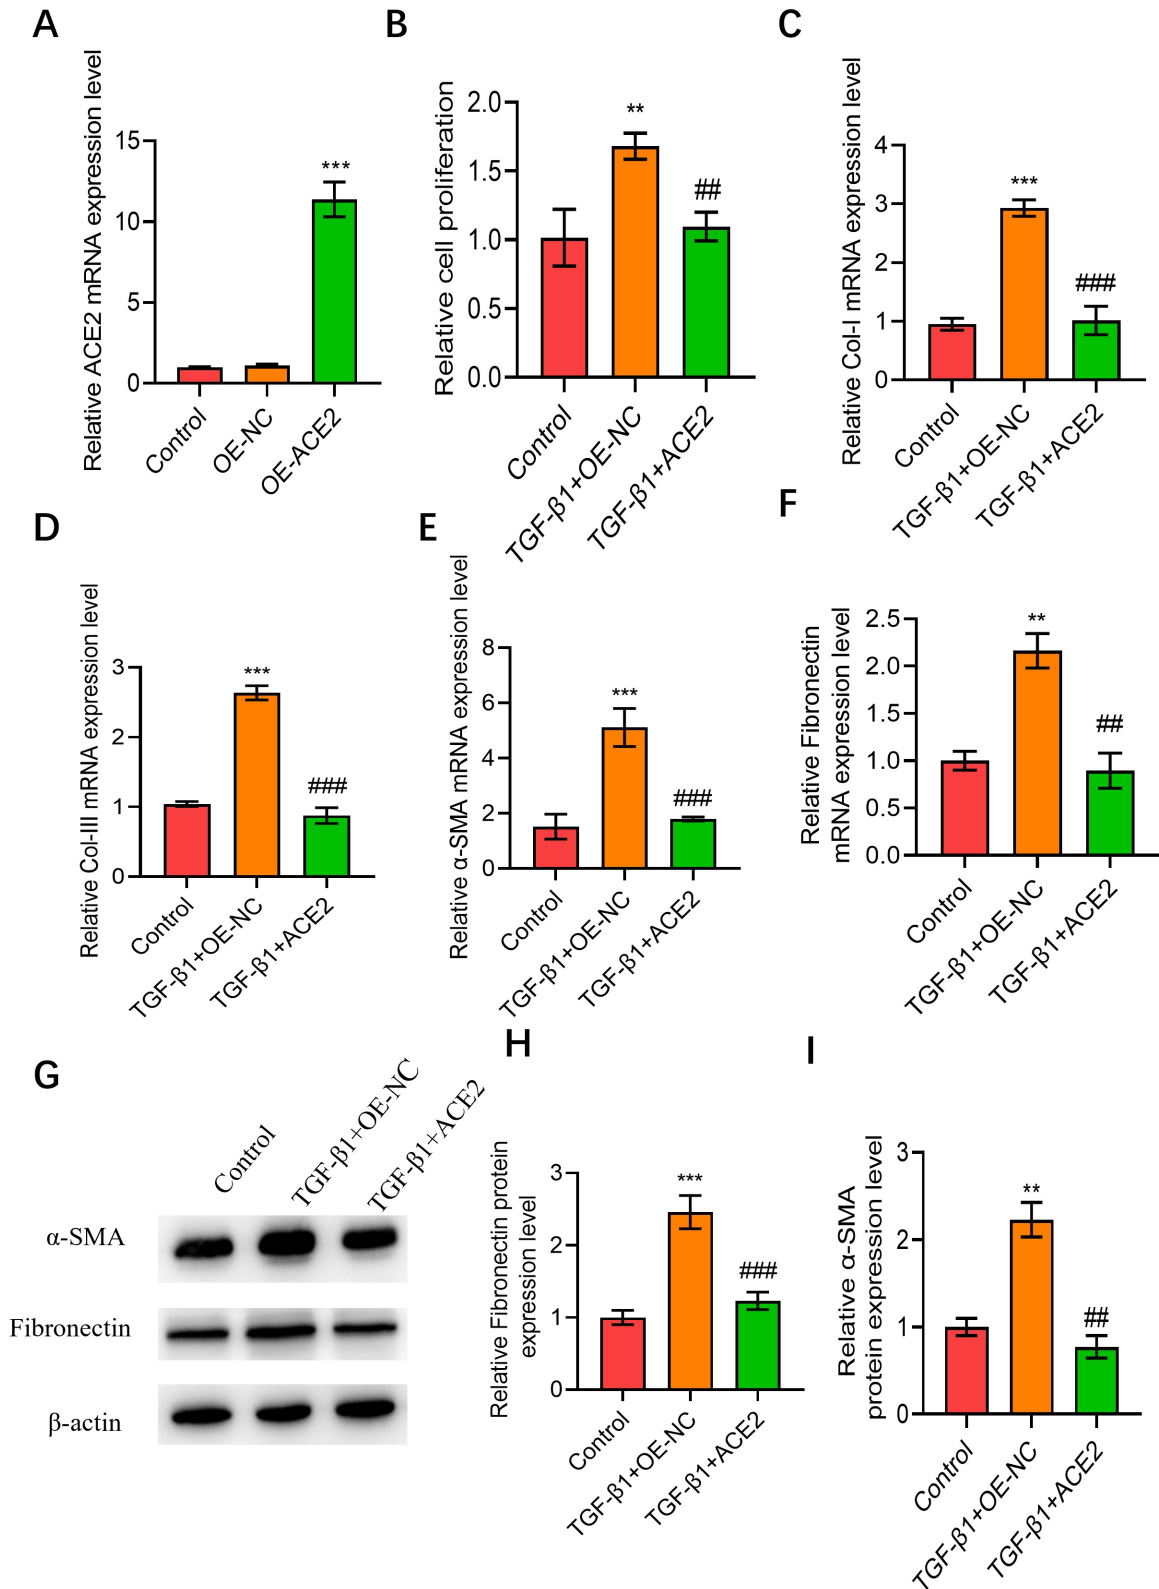 A
Relative ACE2 mRNA expression level
15
10
5
0
***
Control
OE-NC
OE-ACE2
B
Relative cell proliferation
2.0
1.5
1.0
0.5
0.0
**
##
Control
TGF-β1+OE-NC
TGF-β1+ACE2
C
Relative Col-I mRNA expression level
4
3
2
1
0
***
###
Control
TGF-β1+OE-NC
TGF-β1+ACE2
D
Relative Col-III mRNA expression level
3
2
1
0
***
###
Control
TGF-β1+OE-NC
TGF-β1+ACE2
E
Relative α-SMA mRNA expression level
8
6
4
2
0
***
###
Control
TGF-β1+OE-NC
TGF-β1+ACE2
F
Relative Fibronectin
mRNA expression level
2.5
2.0
1.5
1.0
0.5
0.0
**
##
Control
TGF-β1+OE-NC
TGF-β1+ACE2
G
Control
TGF-β1+OE-NC
TGF-β1+ACE2
α-SMA
Fibronectin
β-actin
H
Relative Fibronectin protein
expression level
3
2
1
0
***
###
Control
TGF-β1+OE-NC
TGF-β1+ACE2
I
Relative α-SMA
protein expression level
3
2
1
0
**
##
Control
TGF-β1+OE-NC
TGF-β1+ACE2